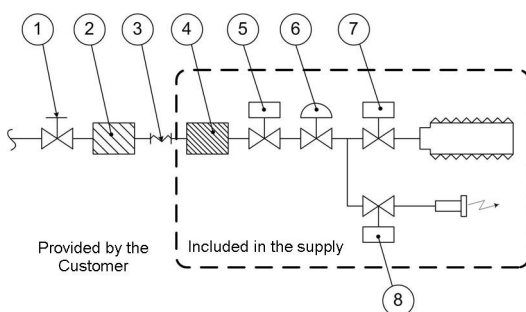 1 2 3 4 5 6 7
Provided by the
Customer
Included in the supply
8